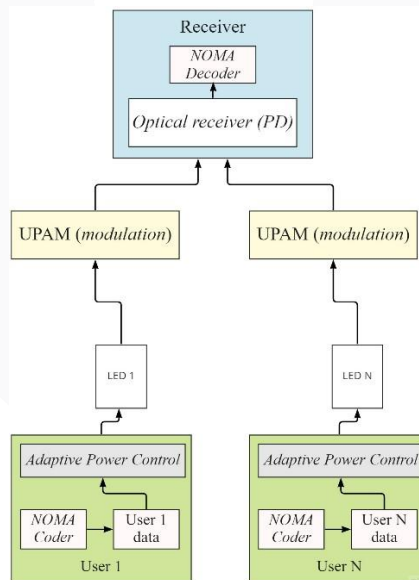 Receiver
NOMA
Decoder
Optical receiver (PD)
UPAM (modulation)
UPAM (modulation)
LED 1
LED N
Adaptive Power Control
NOMA
Coder
User 1
data
User 1
Adaptive Power Control
NOMA
Coder
User N
data
User N